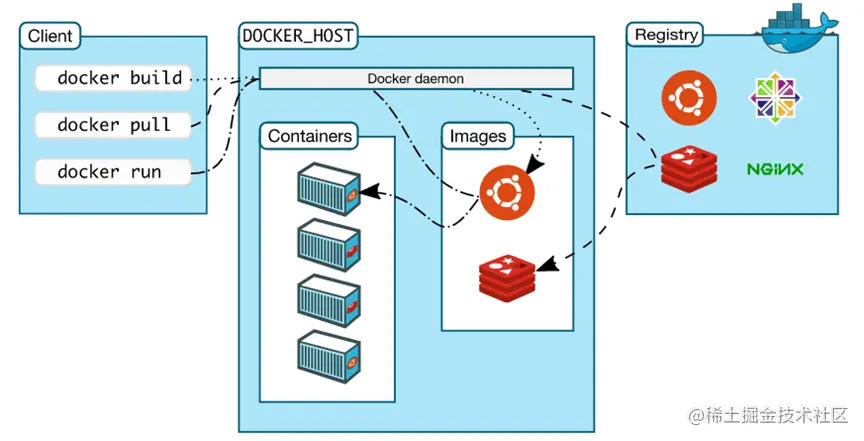 Client
docker build
docker pull
docker run
DOCKER_HOST
Docker daemon
Containers
Images
Registry
NGiNX
@稀土掘金技术社区